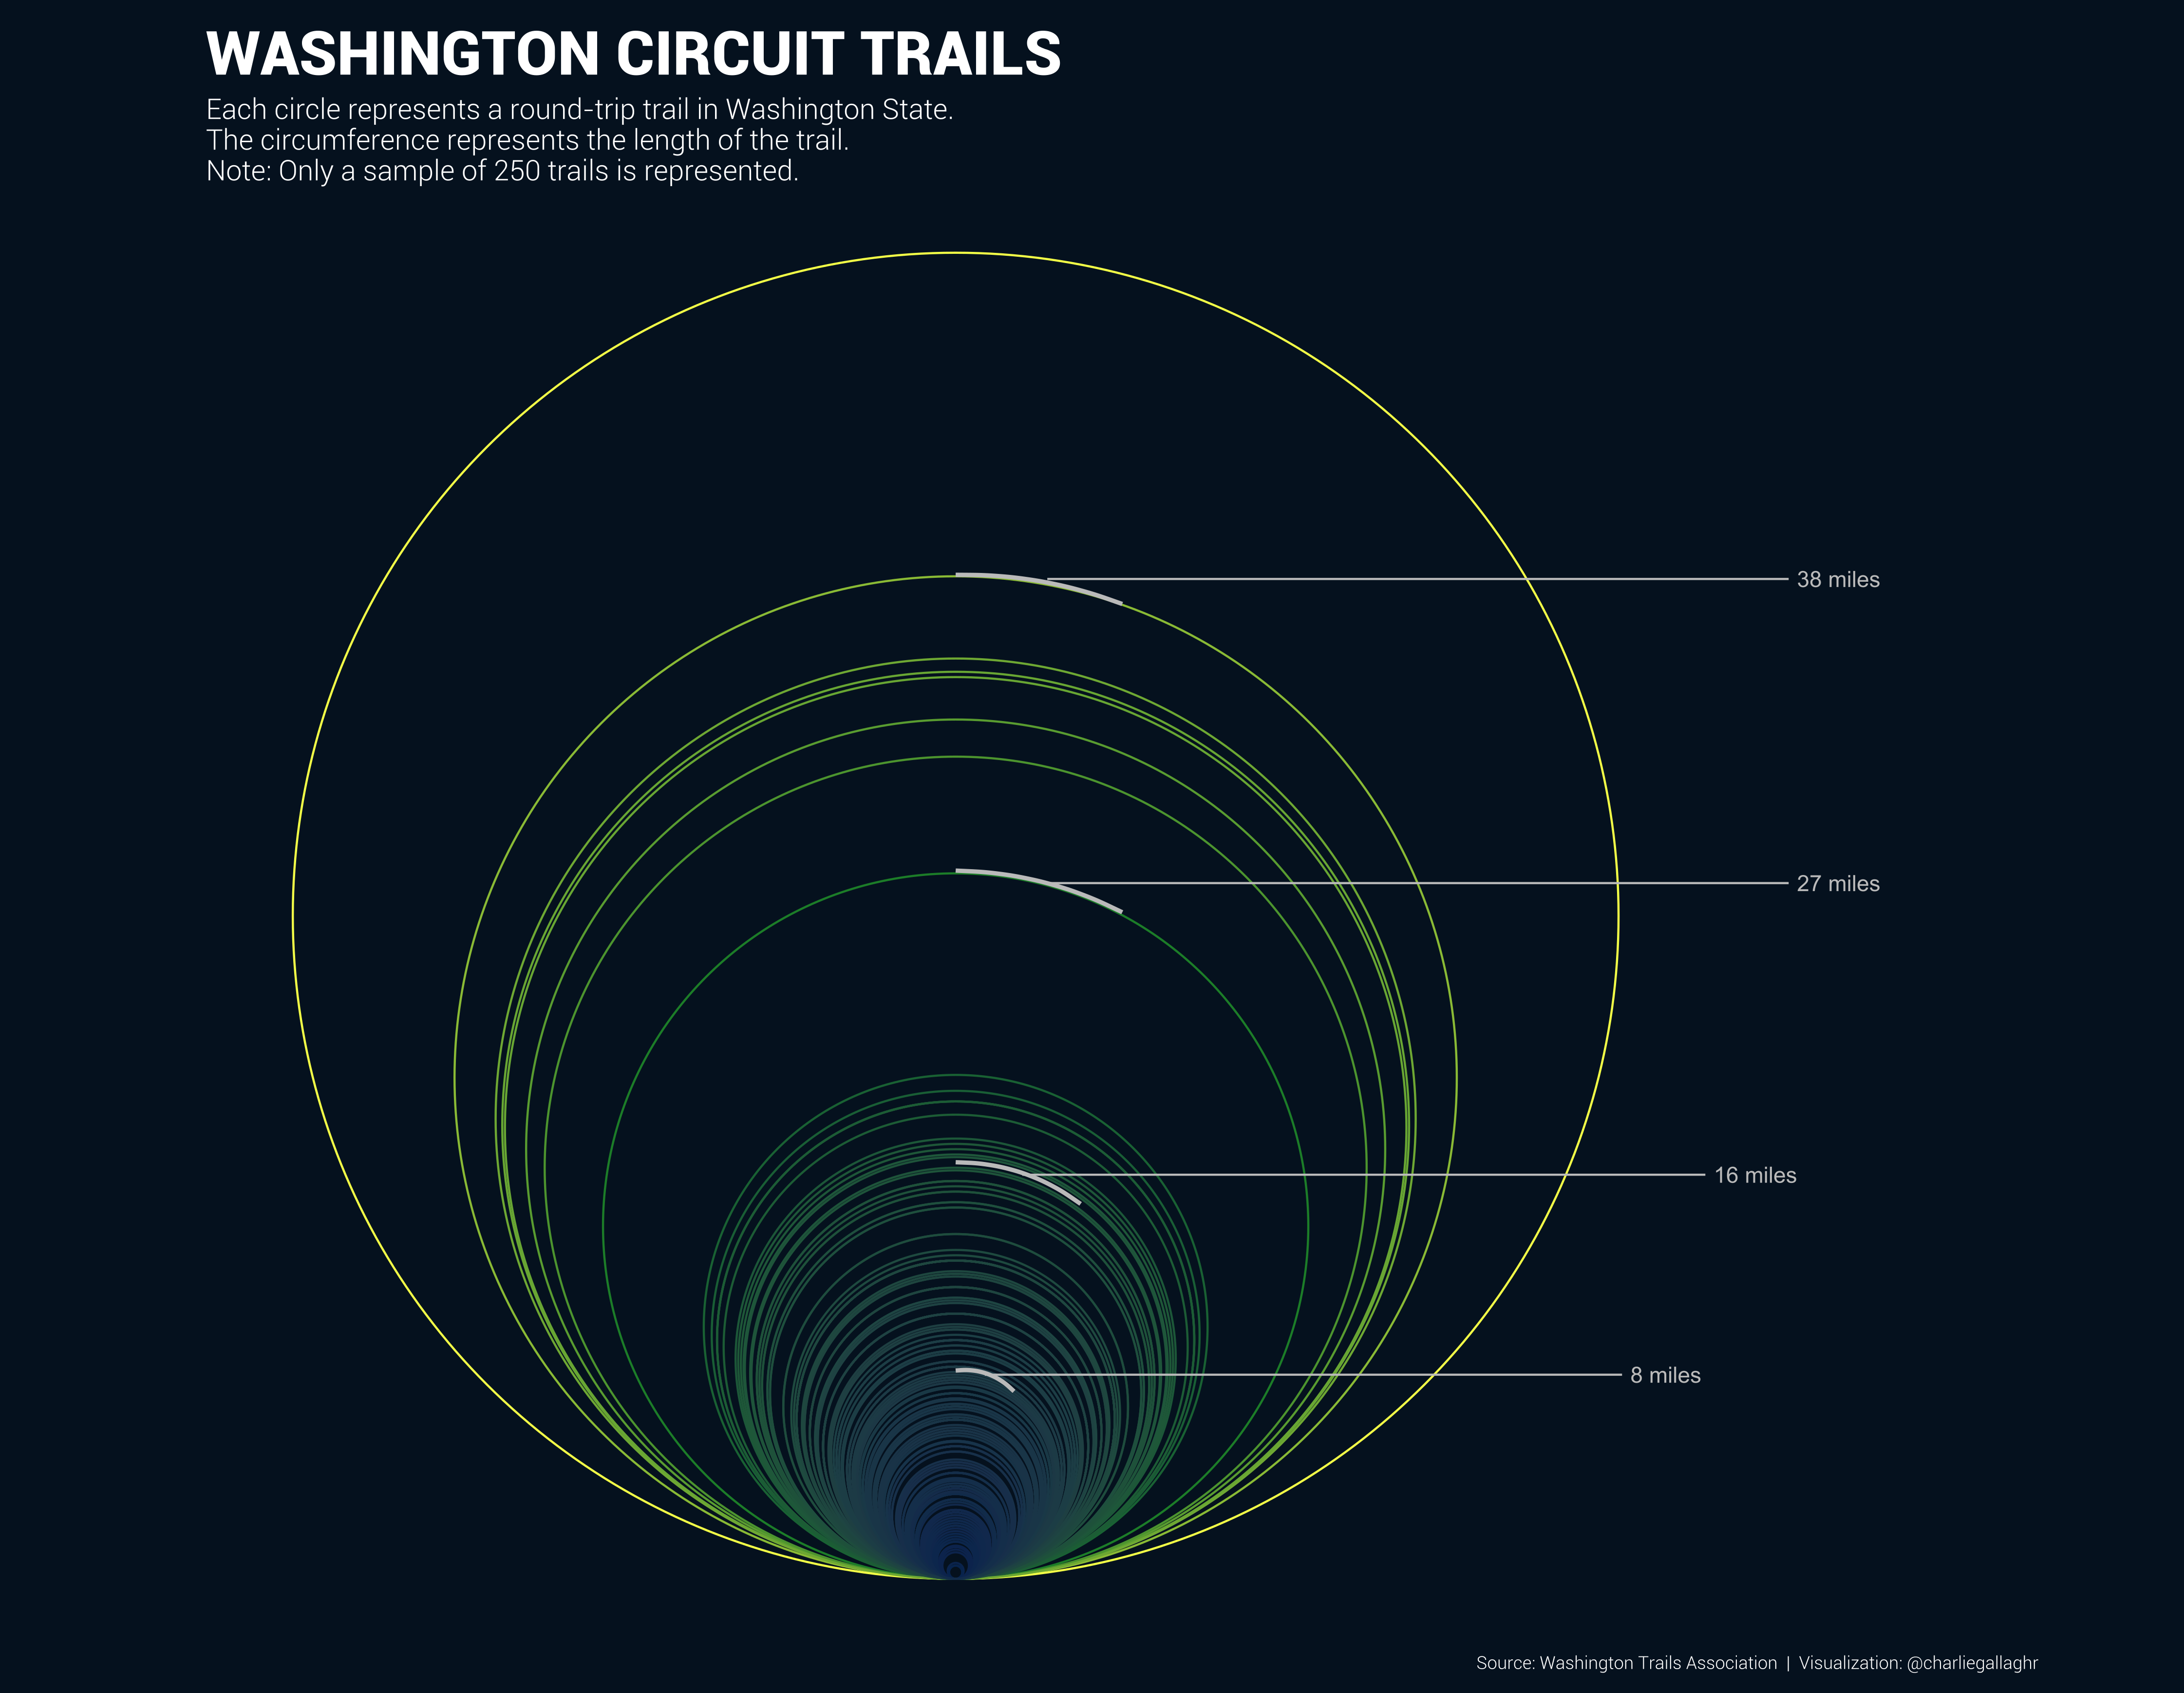 WASHINGTON CIRCUIT TRAILS
Each circle represents a round-trip trail in Washington State.
The circumference represents the length of the trail.
Note: Only a sample of 250 trails is represented.
38 miles
27 miles
16 miles
8 miles
Source: Washington Trails Association | Visualization: @charliegallaghr